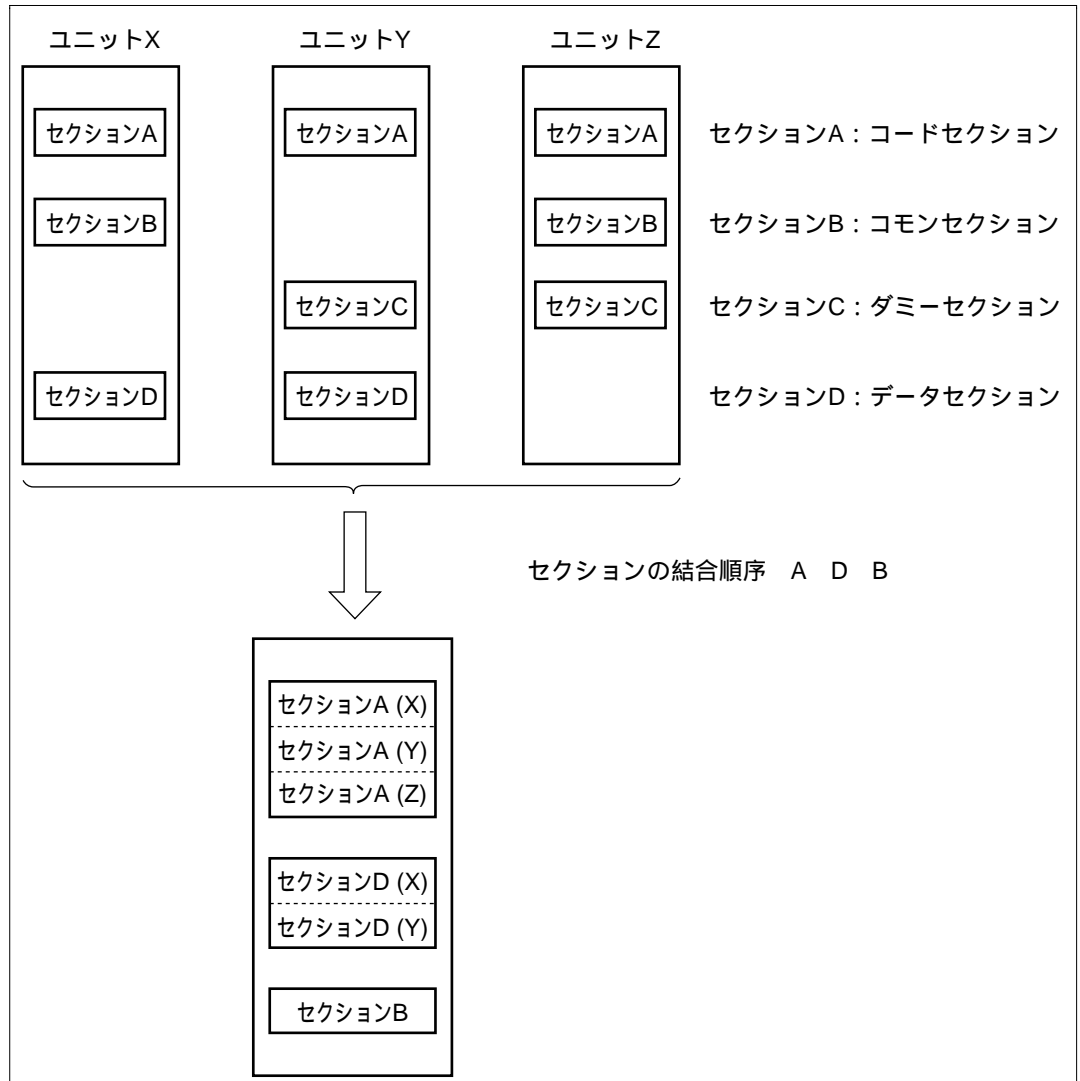 ユニットX ユニットY ユニットZ
セクションA セクションA セクションA セクションA：コードセクション
セクションB セクションB セクションB：コモンセクション
セクションC セクションC セクションC：ダミーセクション
セクションD セクションD セクションD：データセクション
セクションの結合順序 A D B
セクションA (X)
セクションA (Y)
セクションA (Z)
セクションD (X)
セクションD (Y)
セクションB